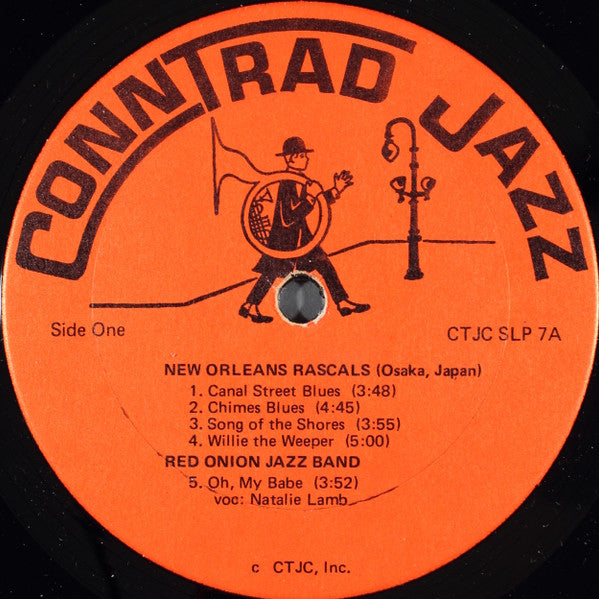 CONNTRAD JAZZ
Side One
CTJC SLP 7A
NEW ORLEANS RASCALS (Osaka, Japan)
1. Canal Street Blues (3:48)
2. Chimes Blues (4:45)
3. Song of the Shores (3:55)
4. Willie the Weeper (5:00)
RED ONION JAZZ BAND
5. Oh, My Babe (3:52)
voc: Natalie Lamb
c CTJC, Inc.